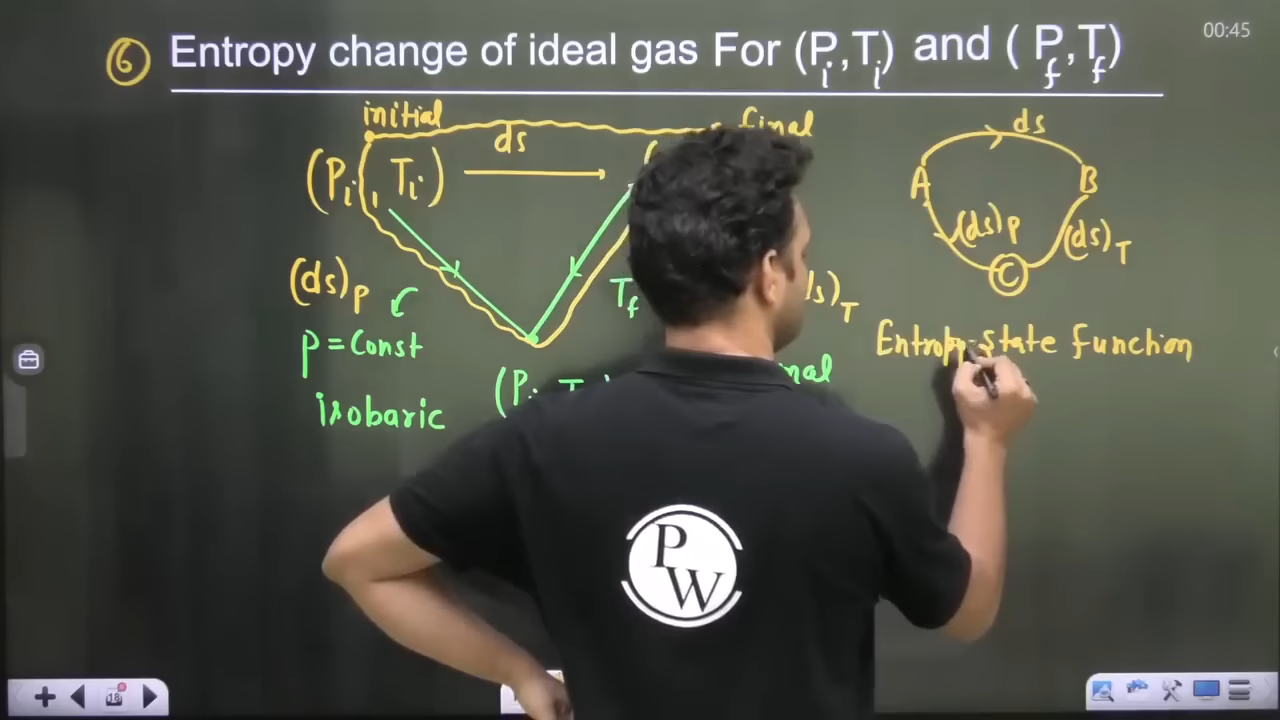 00:45
6 Entropy change of ideal gas For (Pi,Ti) and (Pf,Tf)
initial
final
ds
ds
(Pi, Ti)
A
B
(ds)P
(ds)T
C
(ds)P
Tf
)T
P = Const
Entropy-State function
isobaric
18
P
W